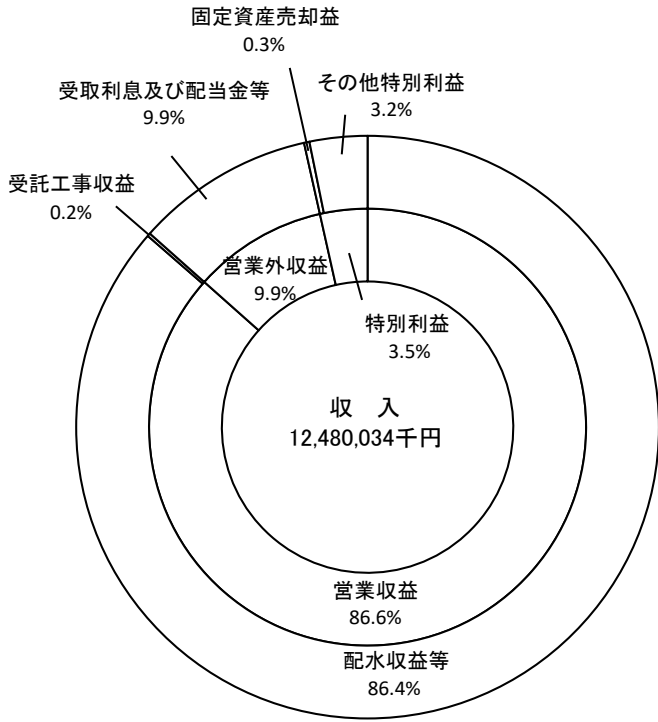 固定資産売却益
0.3%
その他特別利益
3.2%
受取利息及び配当金等
9.9%
受託工事収益
0.2%
営業外収益
9.9%
特別利益
3.5%
収　入
12,480,034千円
営業収益
86.6%
配水収益等
86.4%